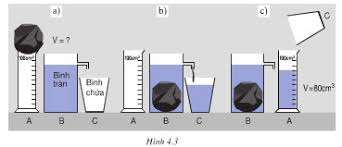 a)
b)
c)
V = ?
C
100cm³
100cm³
100cm³
Bình
tràn
Bình
chứa
V=80cm³
A
B
C
A
B
C
B
A
Hình 4.3